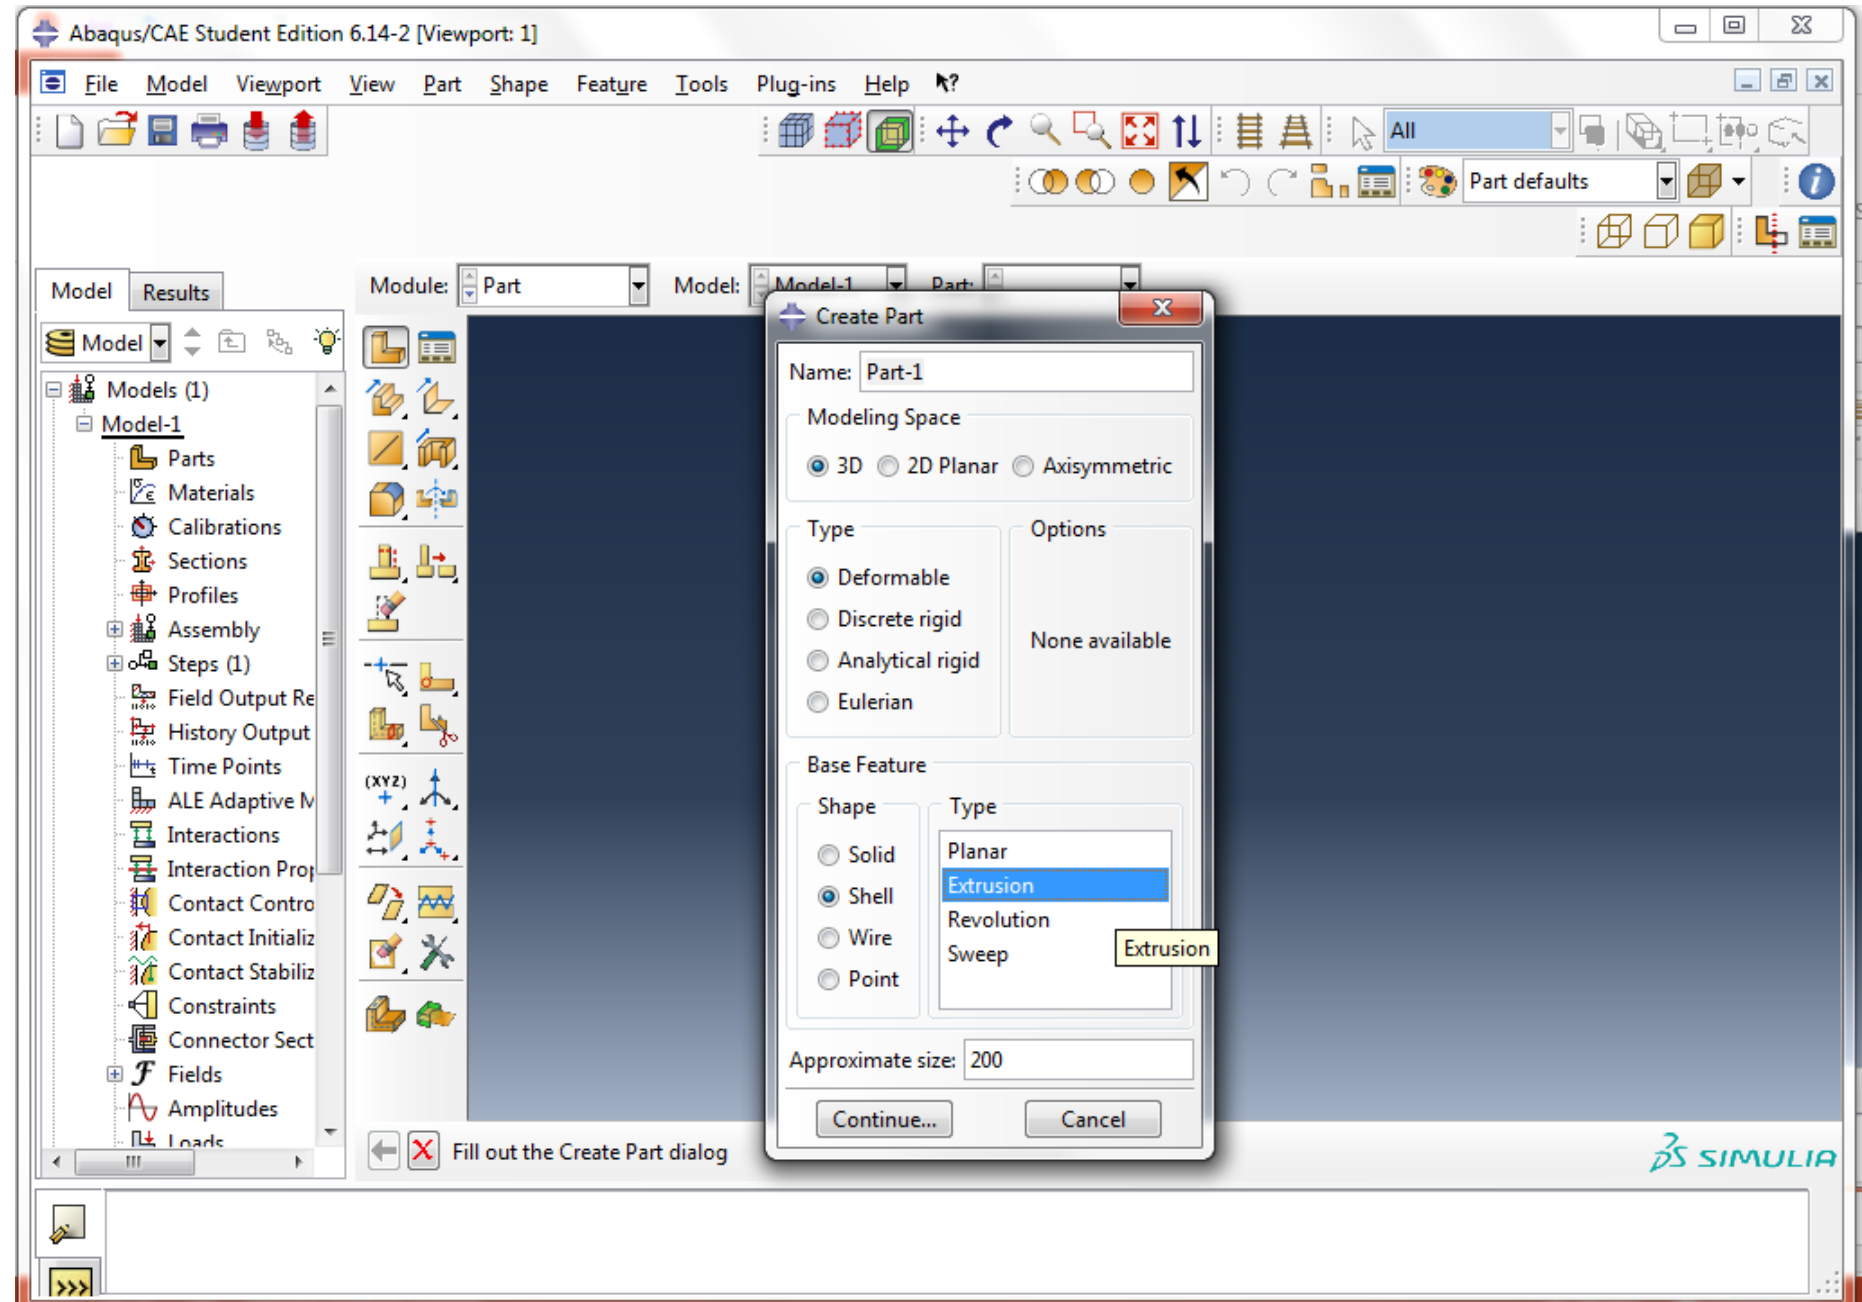 Abaqus/CAE Student Edition 6.14-2 [Viewport: 1]
File Model Viewport View Part Shape Feature Tools Plug-ins Help ?
All
Part defaults
i
Model Results
Module: Part Model: Model-1 Part:
Model
Models (1)
Model-1
Parts
Materials
Calibrations
Sections
Profiles
Assembly
Steps (1)
Field Output Re
History Output
Time Points
ALE Adaptive M
Interactions
Interaction Prop
Contact Contro
Contact Initializ
Contact Stabiliz
Constraints
Connector Sect
Fields
Amplitudes
Loads
(XYZ)
Create Part
Name: Part-1
Modeling Space
3D 2D Planar Axisymmetric
Type
Deformable
Discrete rigid
Analytical rigid
Eulerian
Options
None available
Base Feature
Shape
Solid
Shell
Wire
Point
Type
Planar
Extrusion
Revolution
Sweep
Extrusion
Approximate size: 200
Continue... Cancel
Fill out the Create Part dialog
SIMULIA
>>>